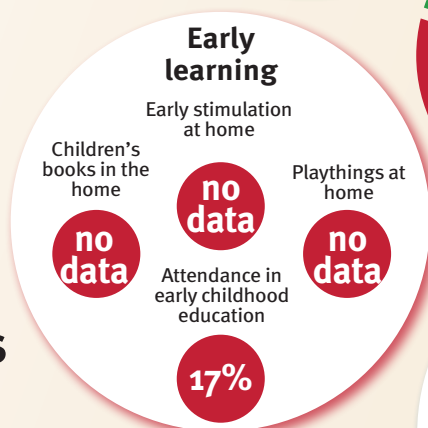 Early
learning
Early stimulation
at home
Children's
books in the
home
Playthings at
home
no
data
no
data
no
data
Attendance in
early childhood
education
17%
s